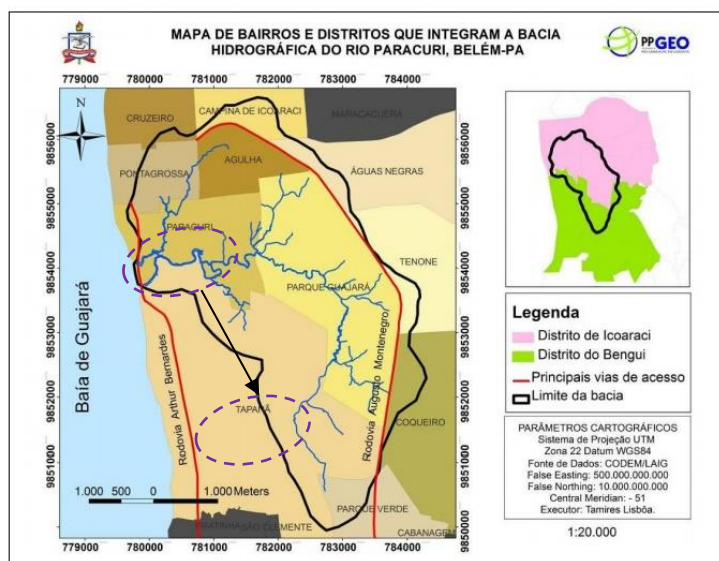 MAPA DE BAIRROS E DISTRITOS QUE INTEGRAM A BACIA
HIDROGRÁFICA DO RIO PARACURI, BELÉM-PA
PPGEO
779000 780000 781000 782000 783000 784000
N
CRUZEIRO
CAMPINA DE ICOARACI
MARACACUERA
AGULHA
PONTAGROSSA
ÁGUAS NEGRAS
PARACURI
TENONE
PARQUE GUAJARÁ
TAPANÃ
COQUEIRO
PARQUE VERDE
PRATINHA
SÃO CLEMENTE
CABANAGEM
Baía de Guajará
Rodovia Arthur Bernardes
Rodovia Augusto Montenegro
9856000
9855000
9854000
9853000
9852000
9851000
9850000
9856000
9855000
9854000
9853000
9852000
9851000
9850000
1.000 500 0 1.000 Meters
779000 780000 781000 782000 783000 784000
Legenda
Distrito de Icoaraci
Distrito do Bengui
Principais vias de acesso
Limite da bacia
PARÂMETROS CARTOGRÁFICOS
Sistema de Projeção UTM
Zona 22 Datum WGS84
Fonte de Dados: CODEM/LAIG
False Easting: 500.000.000.000
False Northing: 10.000.000.000
Central Meridian: - 51
Executor: Tamires Lisbôa.
1:20.000